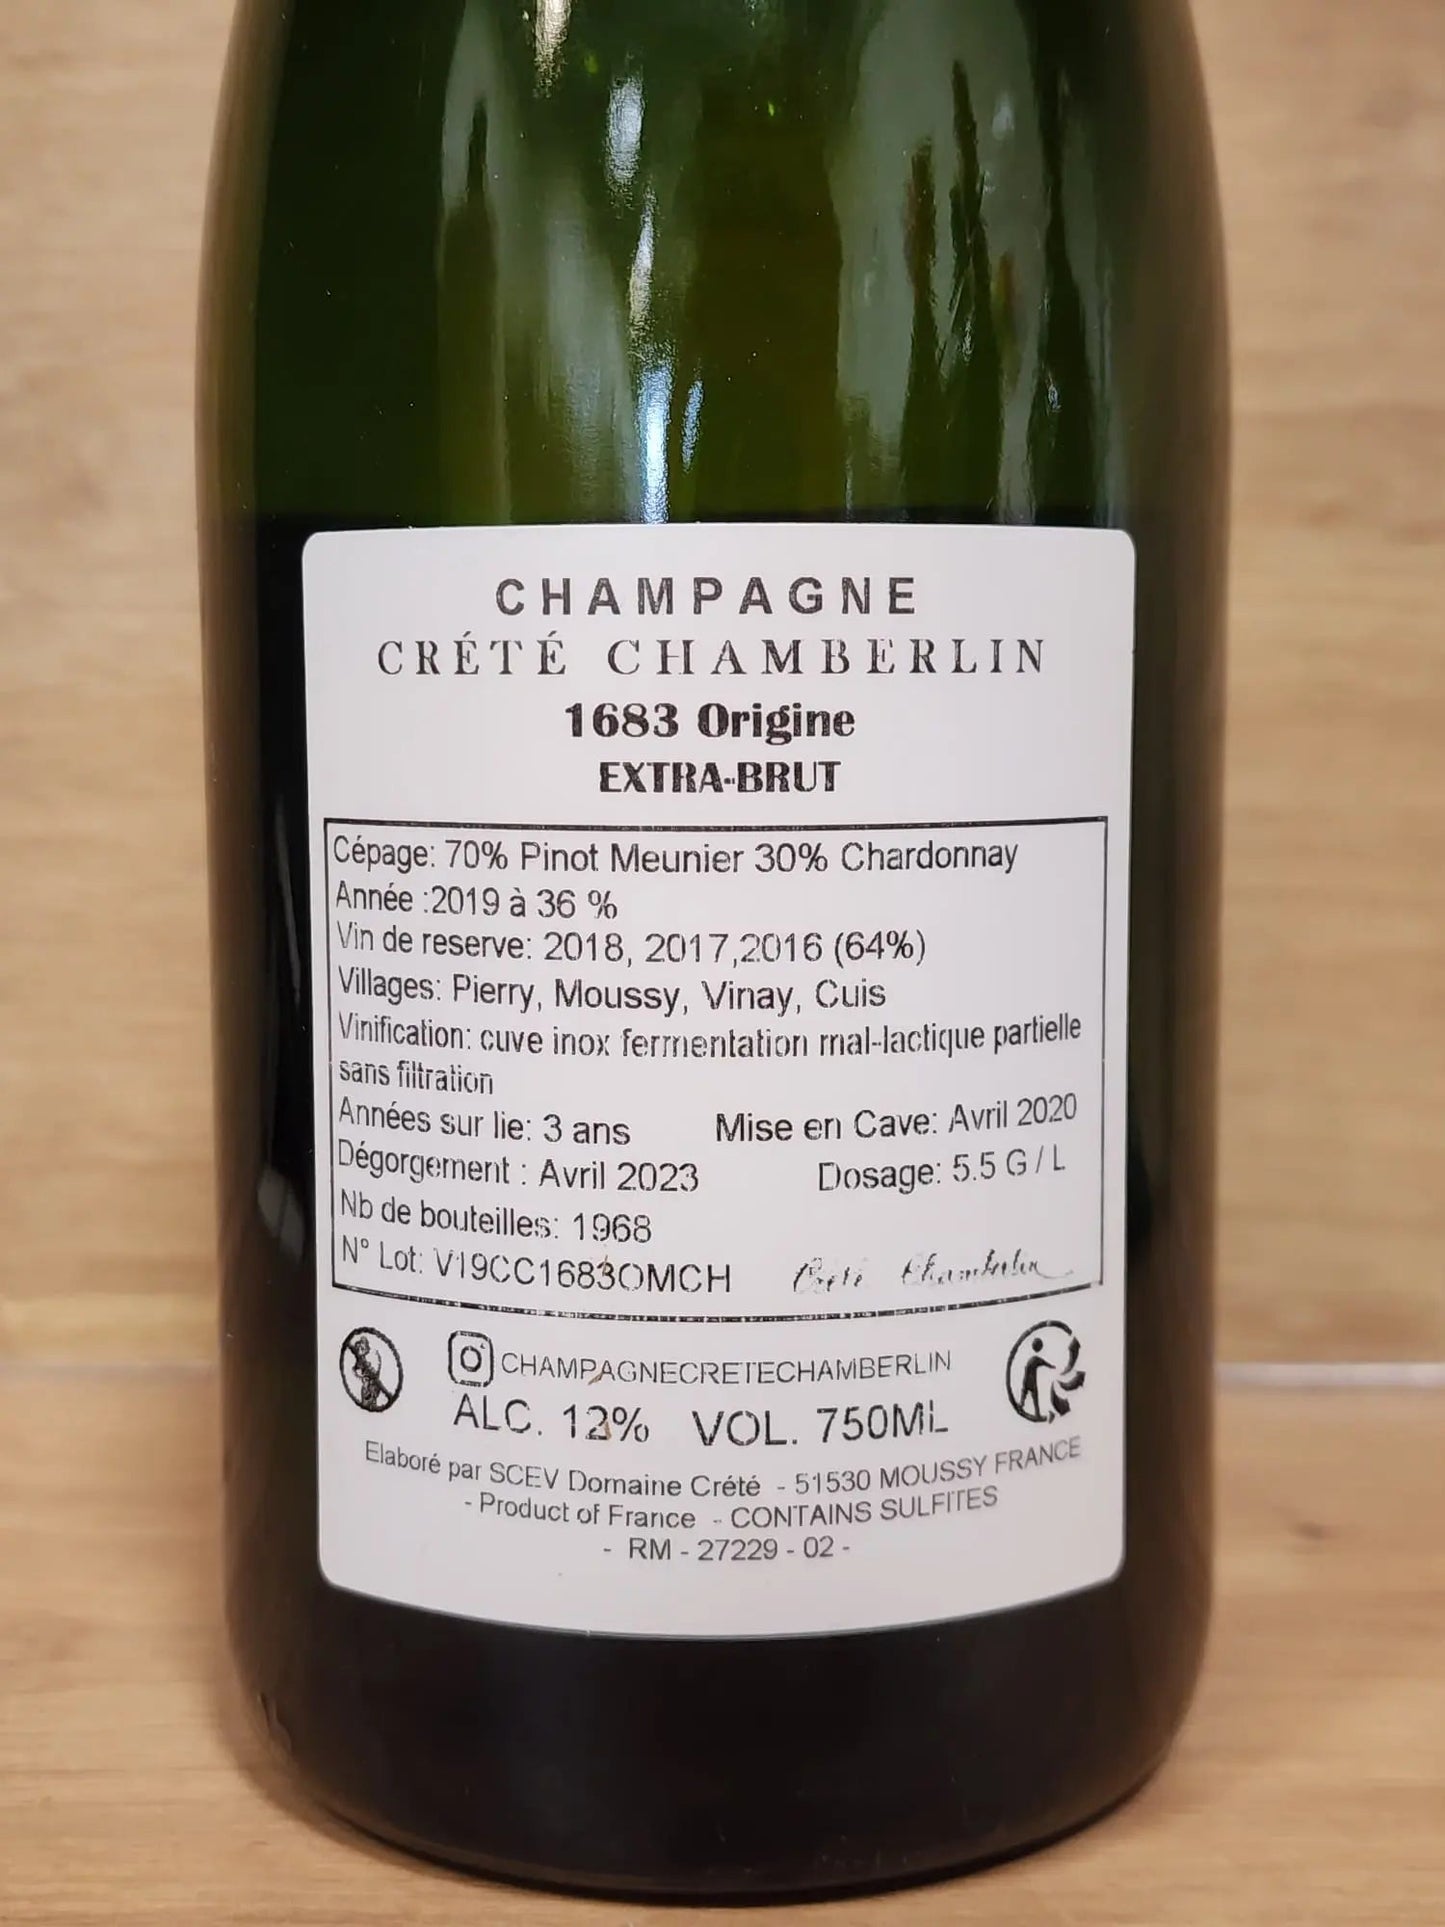 CHAMPAGNE
CRÉTÉ CHAMBERLIN
1683 Origine
EXTRA-BRUT
Cépage: 70% Pinot Meunier 30% Chardonnay
Année :2019 à 36 %
Vin de reserve: 2018, 2017,2016 (64%)
Villages: Pierry, Moussy, Vinay, Cuis
Vinification: cuve inox fermentation mal-lactique partielle
sans filtration
Années sur lie: 3 ans Mise en Cave: Avril 2020
Dégorgement : Avril 2023 Dosage: 5.5 G / L
Nb de bouteilles: 1968
N° Lot: V19CC1683OMCH Crété Chamberlin
CHAMPAGNECRETECHAMBERLIN
ALC. 12% VOL. 750ML
Elaboré par SCEV Domaine Crété - 51530 MOUSSY FRANCE
- Product of France - CONTAINS SULFITES
- RM - 27229 - 02 -